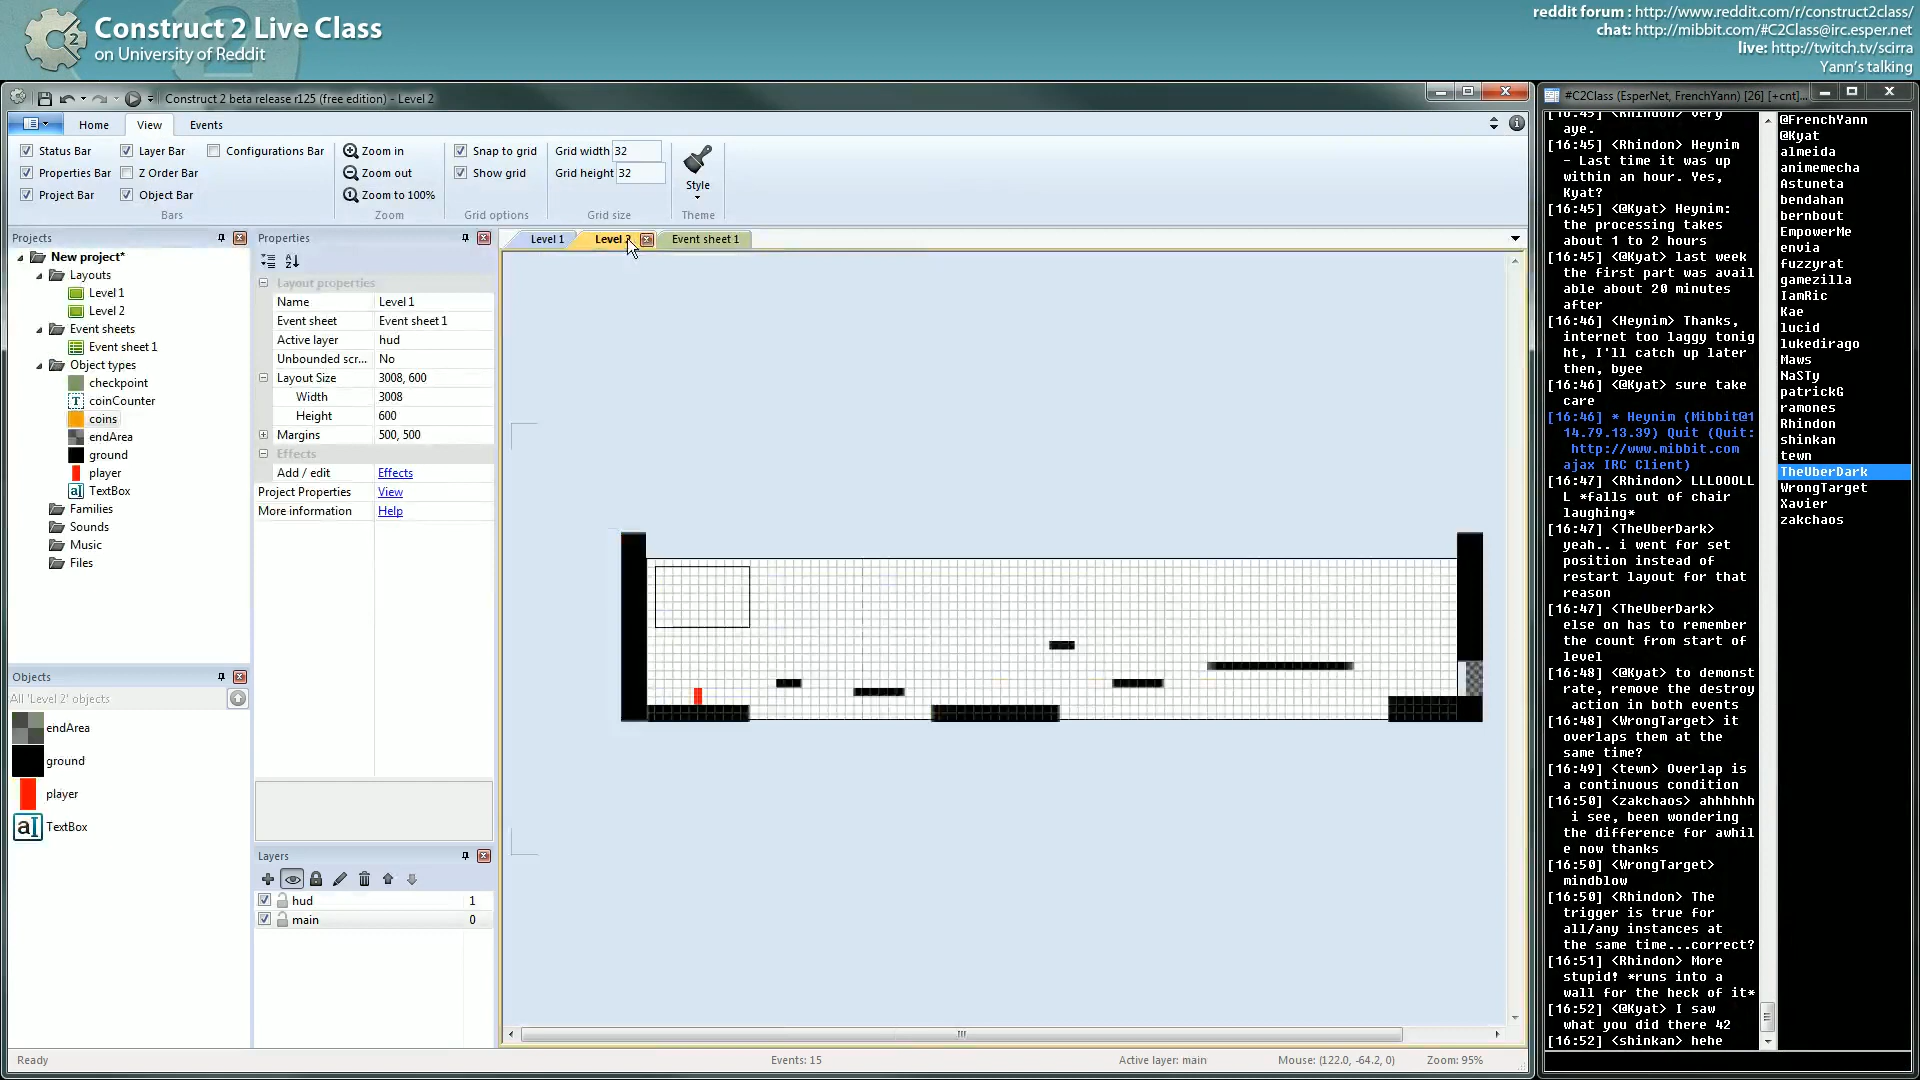 Construct 2 Live Class
on University of Reddit
reddit forum : http://www.reddit.com/r/construct2class/
chat: http://mibbit.com/#C2Class@irc.esper.net
live: http://twitch.tv/scirra
Yann's talking
Construct 2 beta release r125 (free edition) - Level 2
Home View Events
Status Bar Layer Bar Configurations Bar
Properties Bar Z Order Bar
Project Bar Object Bar
Bars
Zoom in
Zoom out
Zoom to 100%
Zoom
Snap to grid
Show grid
Grid options
Grid width 32
Grid height 32
Grid size
Style
Theme
Projects
New project*
Layouts
Level 1
Level 2
Event sheets
Event sheet 1
Object types
checkpoint
coinCounter
coins
endArea
ground
player
TextBox
Families
Sounds
Music
Files
Objects
All 'Level 2' objects
endArea
ground
player
TextBox
Properties
Layout properties
Name Level 1
Event sheet Event sheet 1
Active layer hud
Unbounded scr... No
Layout Size 3008, 600
Width 3008
Height 600
Margins 500, 500
Effects
Add / edit Effects
Project Properties View
More information Help
Layers
hud 1
main 0
Level 1 Level 2 Event sheet 1
Ready Events: 15 Active layer: main Mouse: (122.0, -64.2, 0) Zoom: 95%
#C2Class (EsperNet, FrenchYann) [26] [+cnt]...
[16:45] <Rhindon> very
aye.
[16:45] <Rhindon> Heynim
- Last time it was up
within an hour. Yes,
Kyat?
[16:45] <@Kyat> Heynim:
the processing takes
about 1 to 2 hours
[16:45] <@Kyat> last week
the first part was avail
able about 20 minutes
after
[16:46] <Heynim> Thanks,
internet too laggy tonig
ht, I'll catch up later
then, byee
[16:46] <@Kyat> sure take
care
[16:46] * Heynim (Mibbit@1
14.79.13.39) Quit (Quit:
http://www.mibbit.com
ajax IRC Client)
[16:47] <Rhindon> LLLOOOLL
L *falls out of chair
laughing*
[16:47] <TheUberDark>
yeah.. i went for set
position instead of
restart layout for that
reason
[16:47] <TheUberDark>
else on has to remember
the count from start of
level
[16:48] <@Kyat> to demonst
rate, remove the destroy
action in both events
[16:48] <WrongTarget> it
overlaps them at the
same time?
[16:49] <tewn> Overlap is
a continuous condition
[16:50] <zakchaos> ahhhhhh
i see, been wondering
the difference for awhil
e now thanks
[16:50] <WrongTarget>
mindblow
[16:50] <Rhindon> The
trigger is true for
all/any instances at
the same time...correct?
[16:51] <Rhindon> More
stupid! *runs into a
wall for the heck of it*
[16:52] <@Kyat> I saw
what you did there 42
[16:52] <shinkan> hehe
@FrenchYann
@Kyat
almeida
animemecha
Astuneta
bendahan
bernbout
EmpowerMe
envia
fuzzyrat
gamezilla
IamRic
Kae
lucid
lukedirago
Maws
NaSTy
patrickG
ramones
Rhindon
shinkan
tewn
TheUberDark
WrongTarget
Xavier
zakchaos